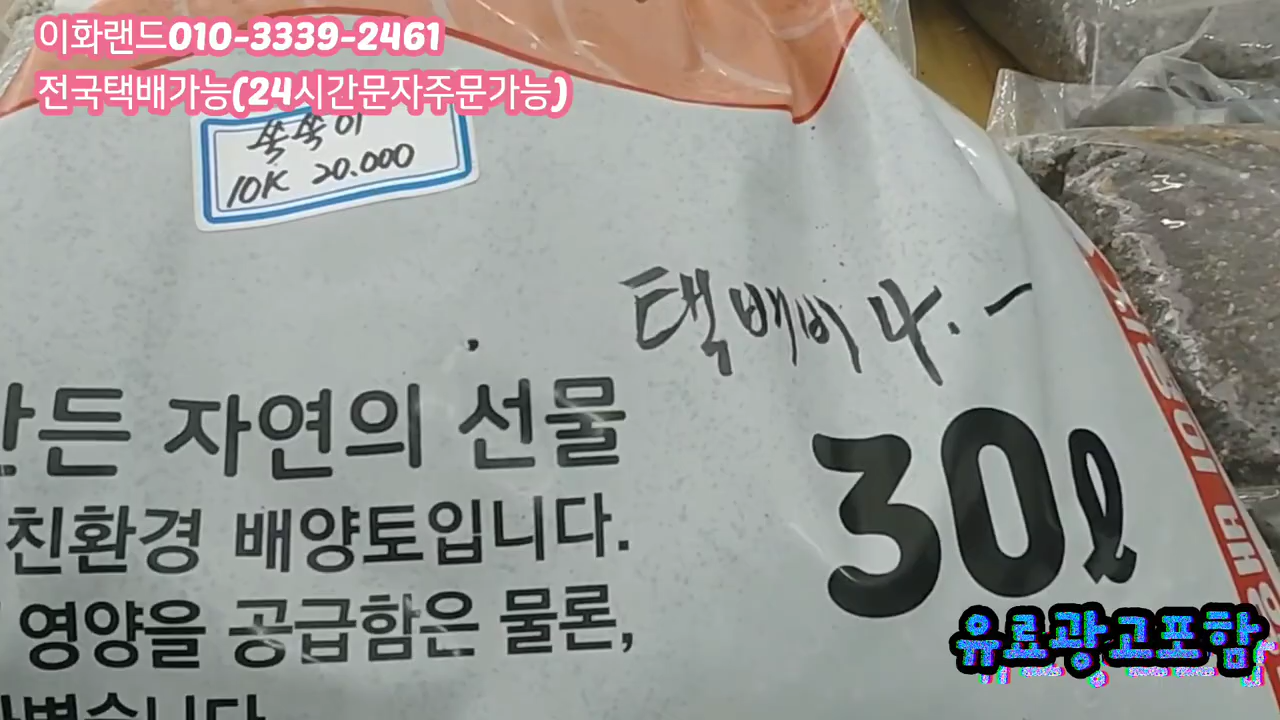 이화랜드010-3339-2461
전국택배가능(24시간문자주문가능)
쑥쑥이
10K 20.000
택배비 4.-
만든 자연의 선물
친환경 배양토입니다.
30ℓ
영양을 공급함은 물론,
유료광고포함